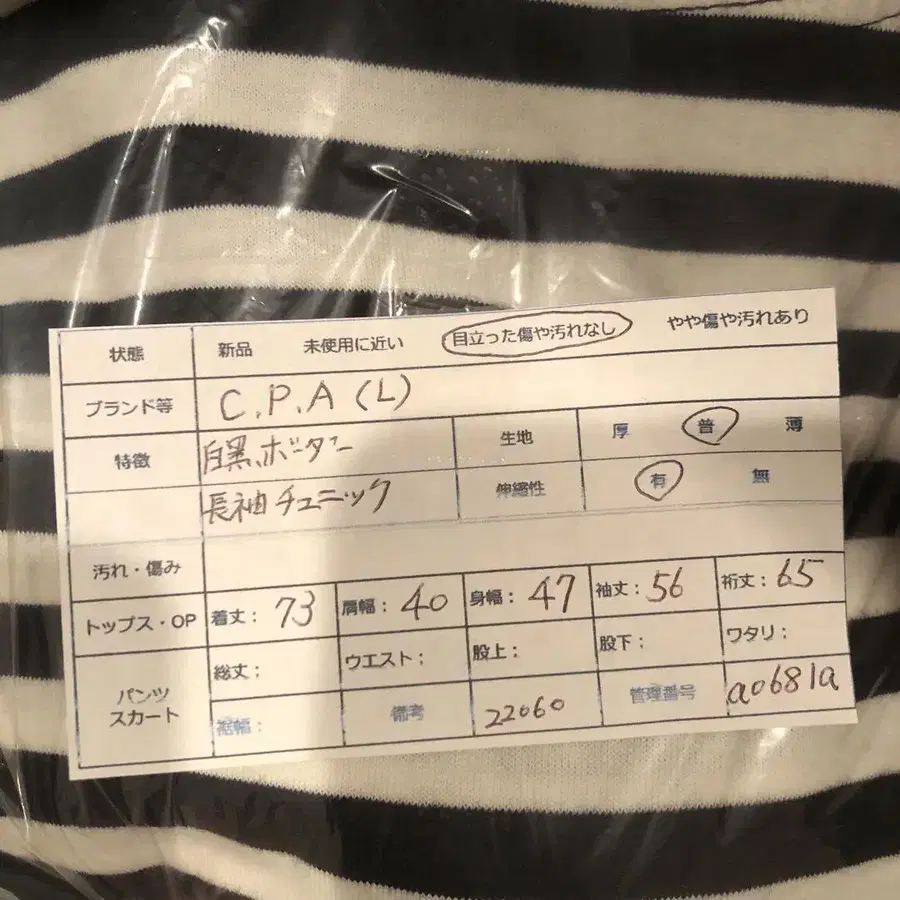 状態 新品 未使用に近い 目立った傷や汚れなし やや傷や汚れあり
ブランド等 C.P.A (L)
特徴 白黒、ボーダー 生地 厚 普 薄
長袖チュニック 伸縮性 有 無
汚れ・傷み
トップス・OP 着丈: 73 肩幅: 40 身幅: 47 袖丈: 56 裄丈: 65
パンツ スカート 総丈: ウエスト: 股上: 股下: ワタリ:
裾幅: 備考 22060 管理番号 a0681a